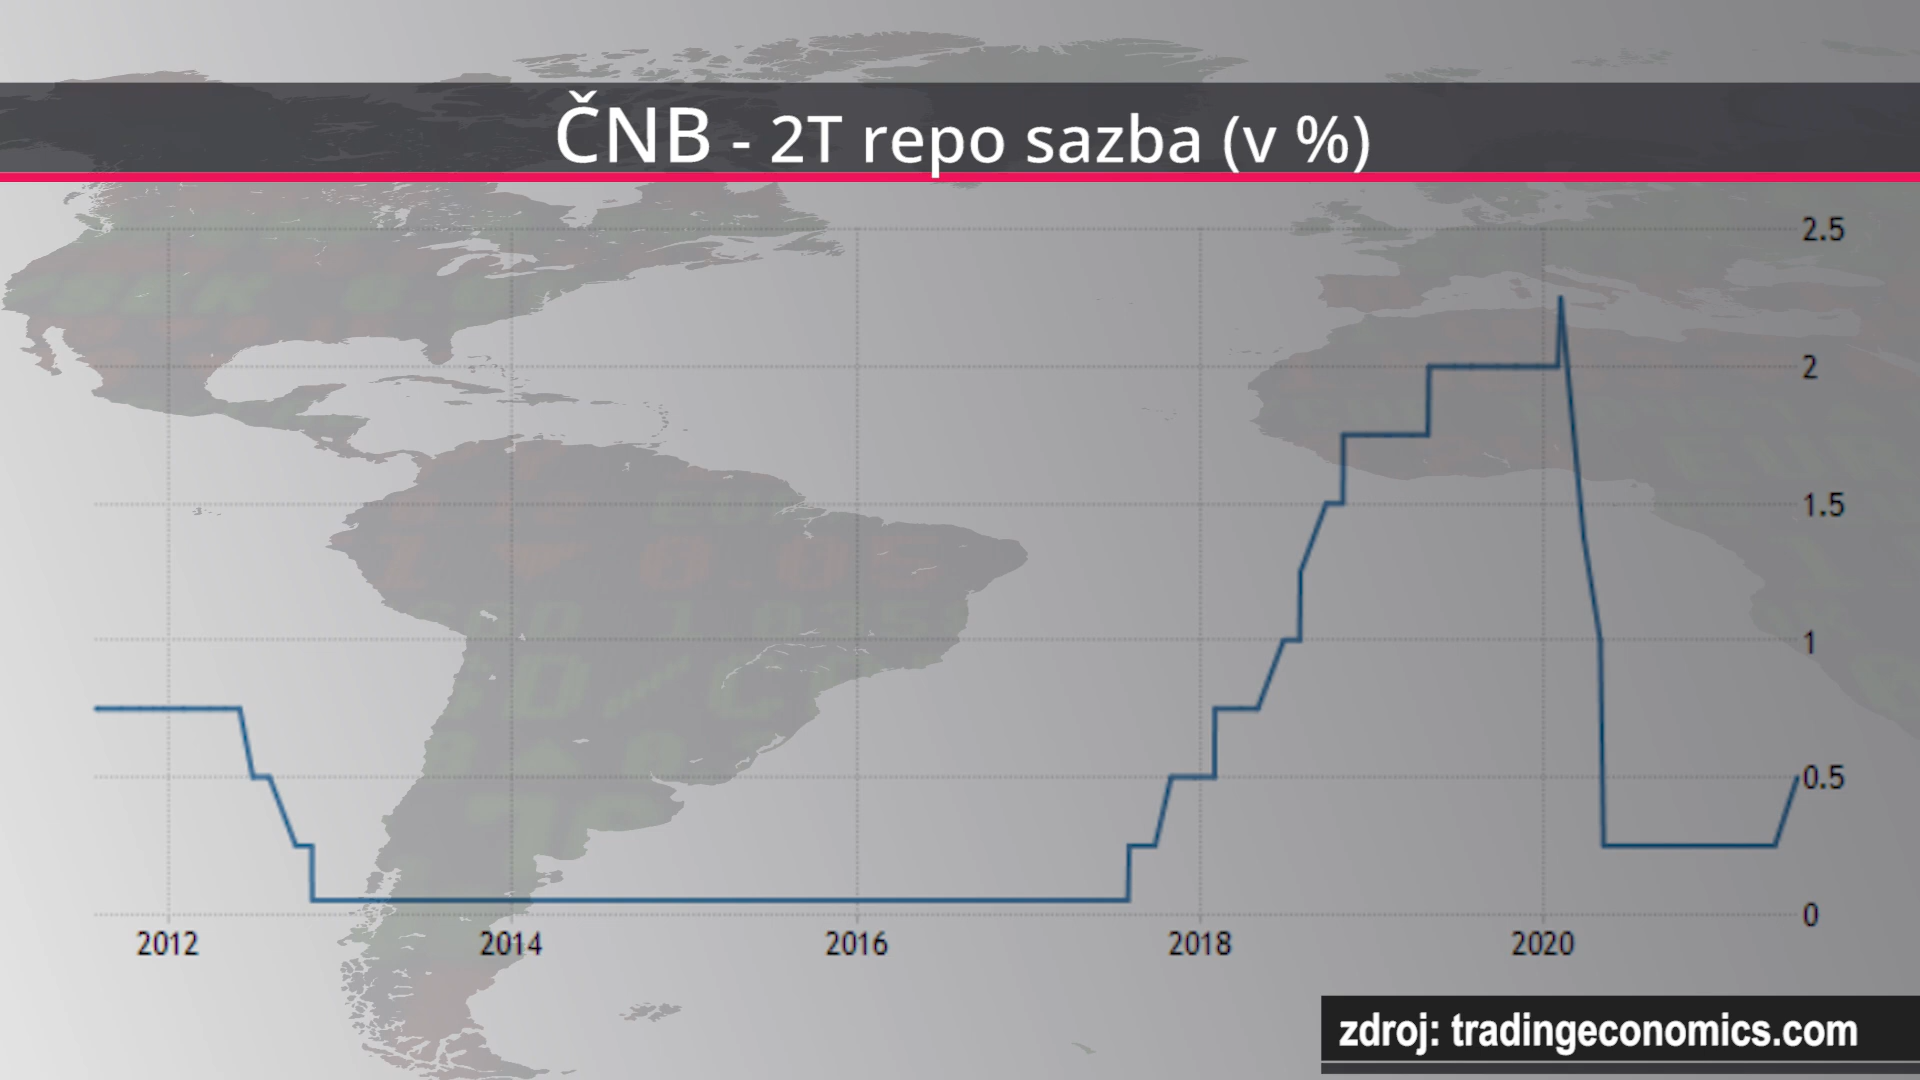 ČNB - 2T repo sazba (v %)
2.5
2
1.5
1
0.5
0
2012 2014 2016 2018 2020
zdroj: tradingeconomics.com